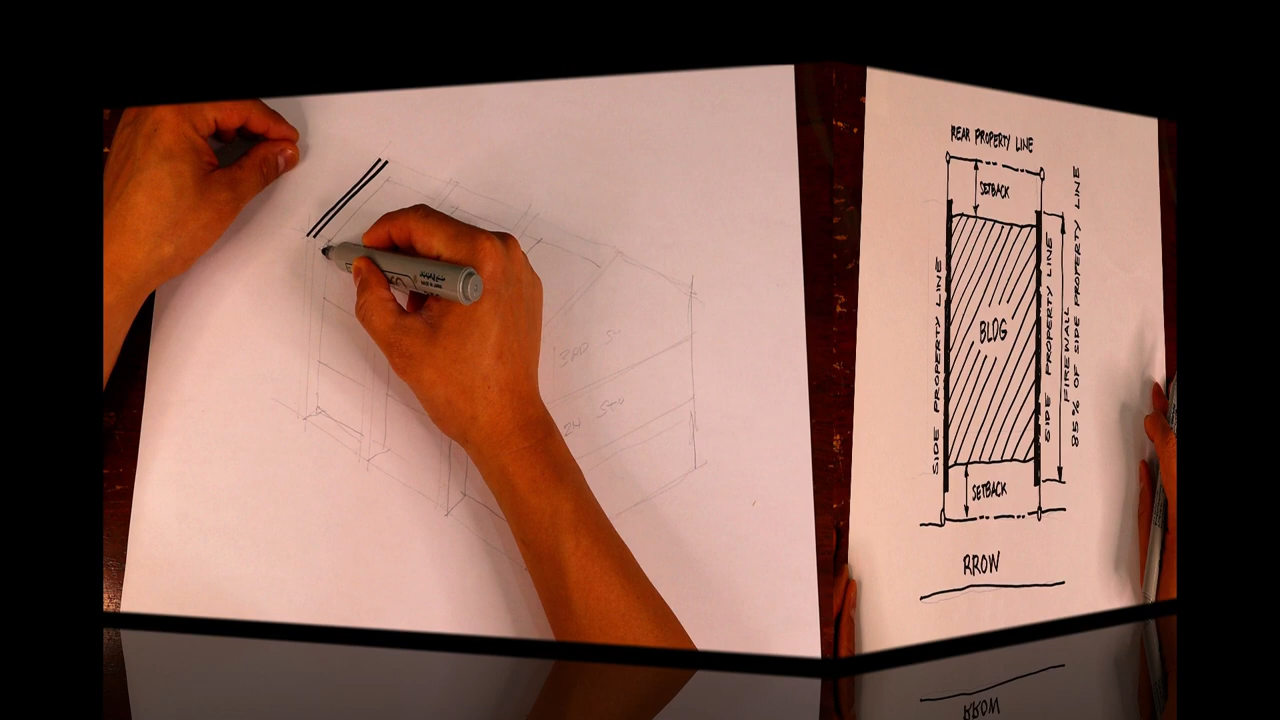 3RD
REAR PROPERTY LINE
SETBACK
SIDE PROPERTY LINE
BLDG
SIDE PROPERTY LINE
FIREWALL
85% OF SIDE PROPERTY LINE
SETBACK
RROW